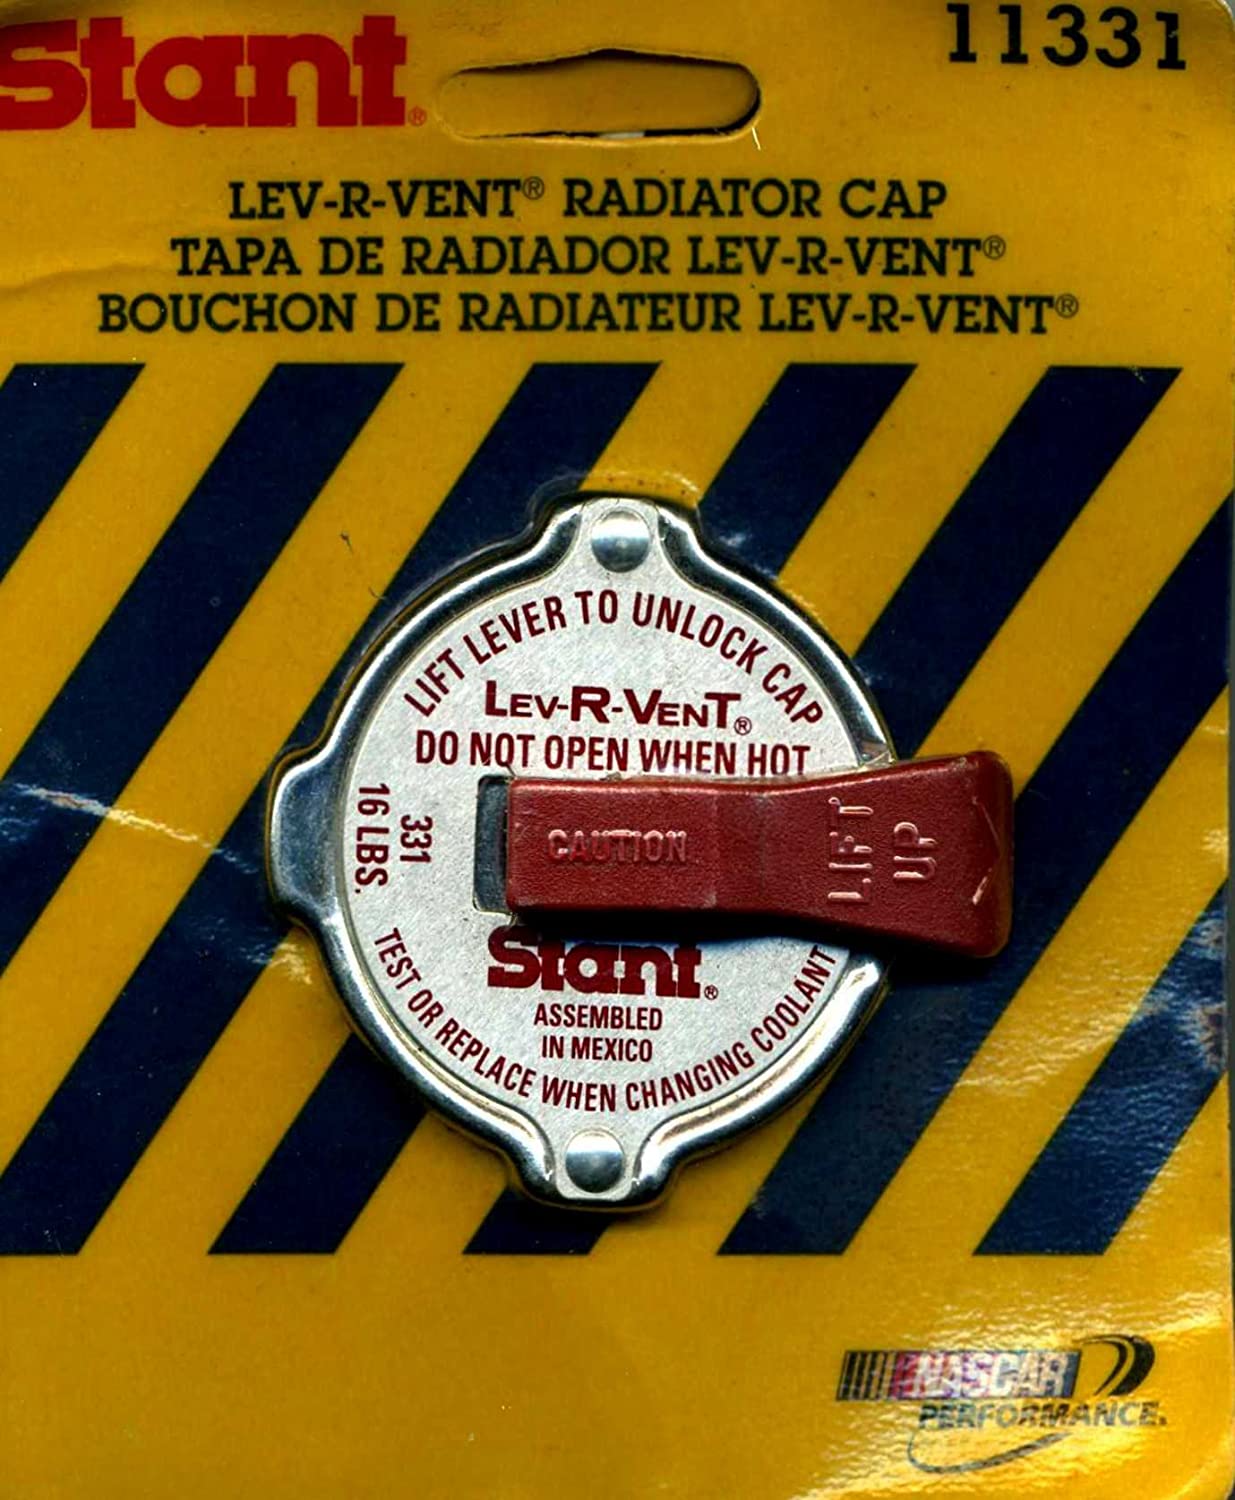 Stant®
11331
LEV-R-VENT® RADIATOR CAP
TAPA DE RADIADOR LEV-R-VENT®
BOUCHON DE RADIATEUR LEV-R-VENT®
LIFT LEVER TO UNLOCK CAP
LEV-R-VENT®
DO NOT OPEN WHEN HOT
331
16 LBS.
CAUTION
LIFT
UP
Stant®
ASSEMBLED
IN MEXICO
TEST OR REPLACE WHEN CHANGING COOLANT
NASCAR
PERFORMANCE.